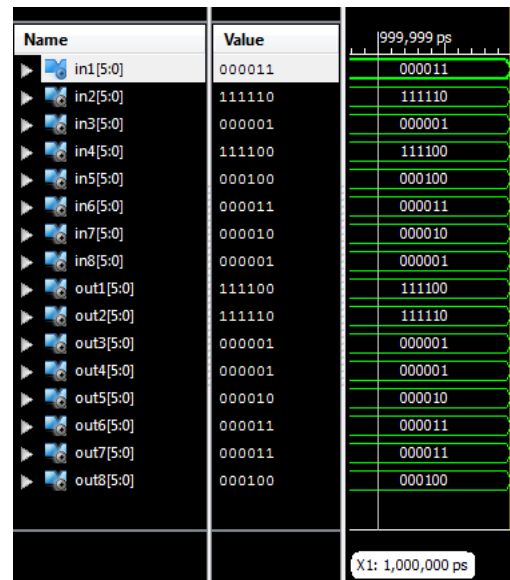 Name Value 999,999 ps
in1[5:0] 000011 000011
in2[5:0] 111110 111110
in3[5:0] 000001 000001
in4[5:0] 111100 111100
in5[5:0] 000100 000100
in6[5:0] 000011 000011
in7[5:0] 000010 000010
in8[5:0] 000001 000001
out1[5:0] 111100 111100
out2[5:0] 111110 111110
out3[5:0] 000001 000001
out4[5:0] 000001 000001
out5[5:0] 000010 000010
out6[5:0] 000011 000011
out7[5:0] 000011 000011
out8[5:0] 000100 000100
X1: 1,000,000 ps